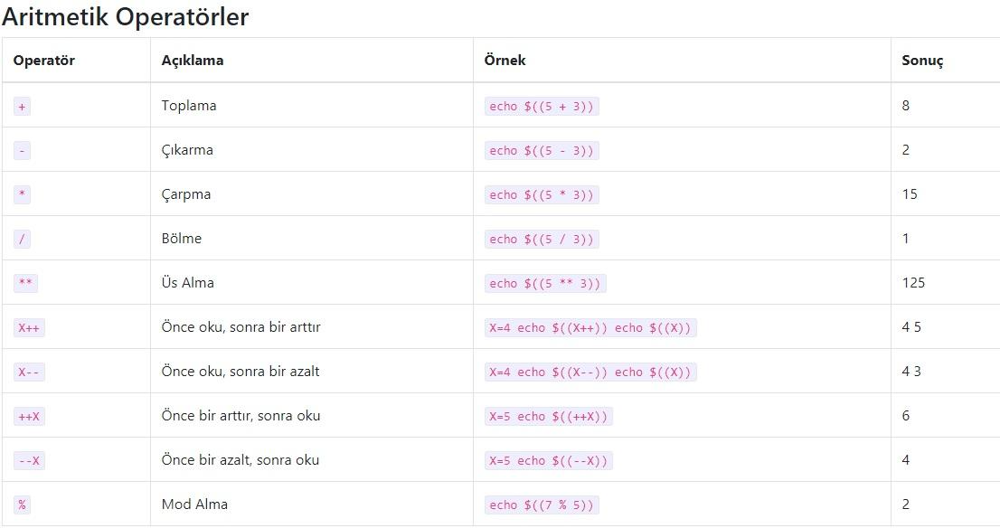 Aritmetik Operatörler
Operatör Açıklama Örnek Sonuç
+ Toplama echo $((5 + 3)) 8
- Çıkarma echo $((5 - 3)) 2
* Çarpma echo $((5 * 3)) 15
/ Bölme echo $((5 / 3)) 1
** Üs Alma echo $((5 ** 3)) 125
X++ Önce oku, sonra bir arttır X=4 echo $((X++)) echo $((X)) 4 5
X-- Önce oku, sonra bir azalt X=4 echo $((X--)) echo $((X)) 4 3
++X Önce bir arttır, sonra oku X=5 echo $((++X)) 6
--X Önce bir azalt, sonra oku X=5 echo $((--X)) 4
% Mod Alma echo $((7 % 5)) 2